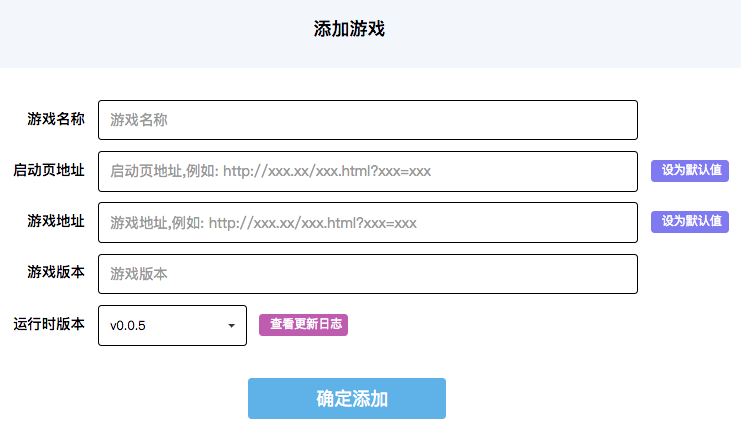 添加游戏
游戏名称 游戏名称
启动页地址 启动页地址,例如: http://xxx.xx/xxx.html?xxx=xxx 设为默认值
游戏地址 游戏地址,例如: http://xxx.xx/xxx.html?xxx=xxx 设为默认值
游戏版本 游戏版本
运行时版本 v0.0.5 查看更新日志
确定添加